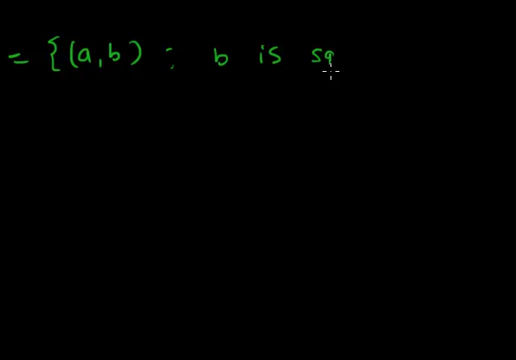 = {(a,b) : b is sq